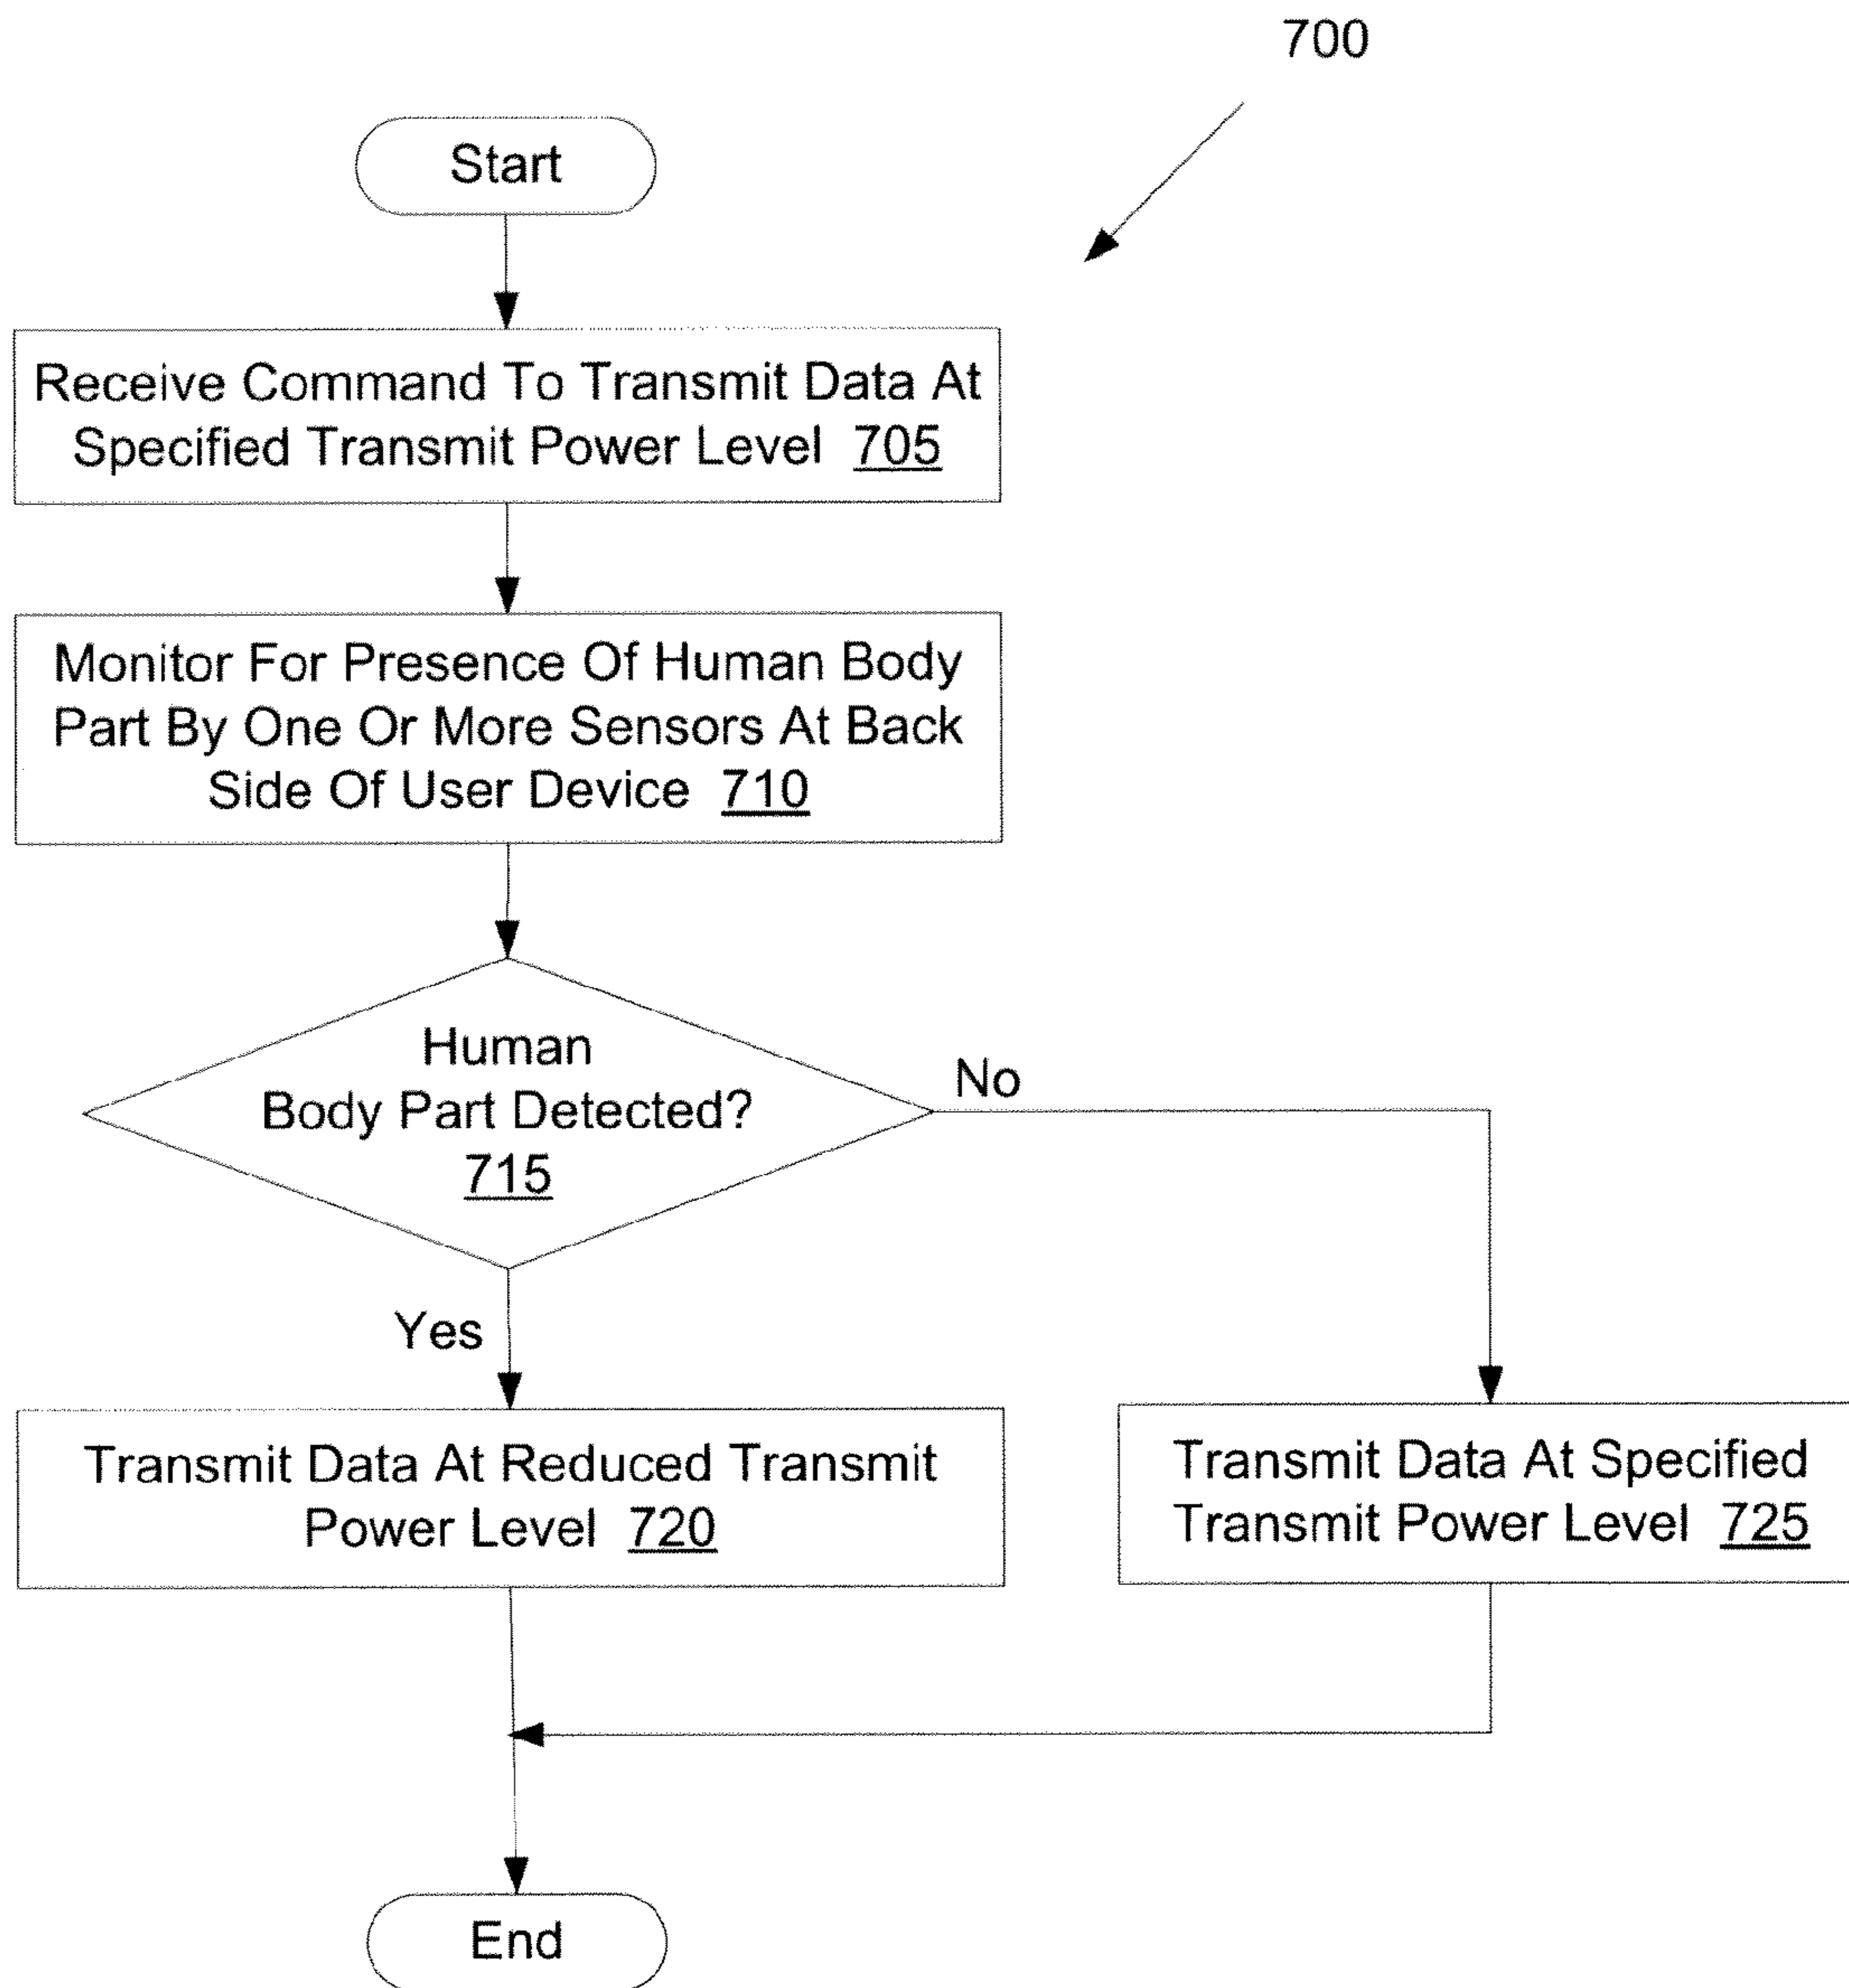 700
Start
Receive Command To Transmit Data At
Specified Transmit Power Level 705
Monitor For Presence Of Human Body
Part By One Or More Sensors At Back
Side Of User Device 710
Human
Body Part Detected?
715
No
Yes
Transmit Data At Reduced Transmit
Power Level 720
Transmit Data At Specified
Transmit Power Level 725
End